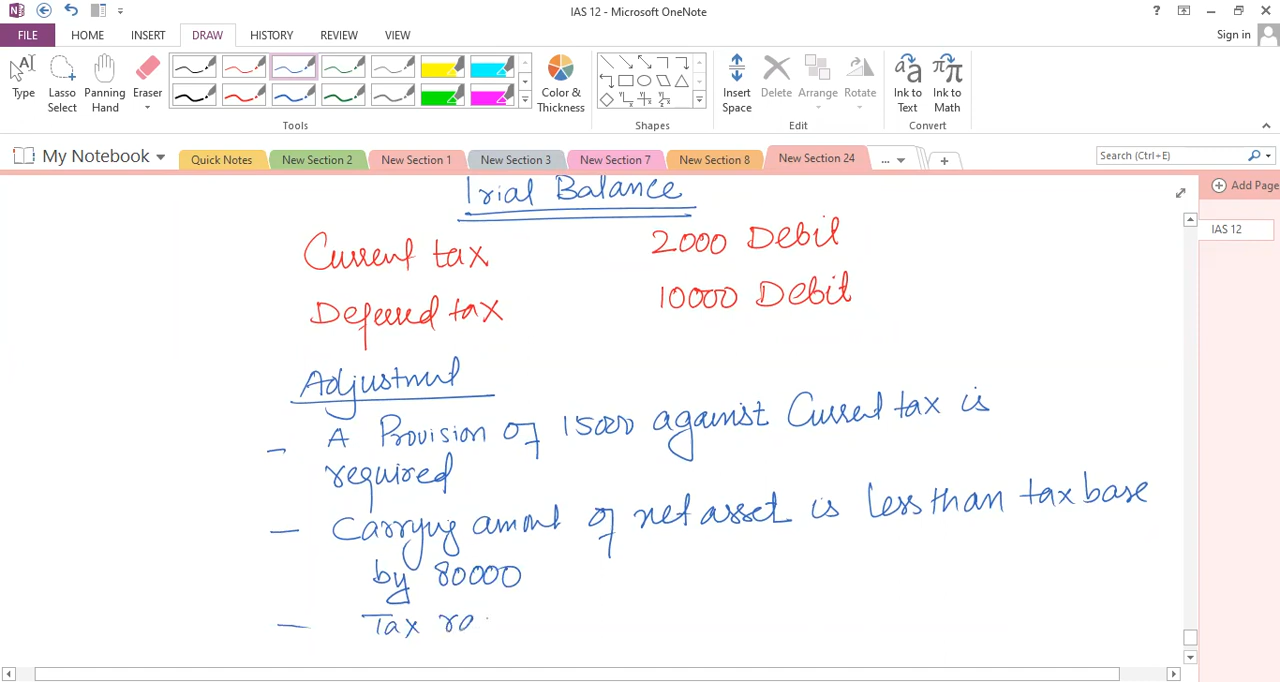 IAS 12 - Microsoft OneNote
Sign in
FILE HOME INSERT DRAW HISTORY REVIEW VIEW
Type
Lasso Select
Panning Hand
Eraser
Color & Thickness
Insert Space
Delete
Arrange
Rotate
Ink to Text
Ink to Math
Tools Shapes Edit Convert
My Notebook Quick Notes New Section 2 New Section 1 New Section 3 New Section 7 New Section 8 New Section 24 ... Search (Ctrl+E)
Add Page
IAS 12
Trial Balance
Current tax 2000 Debit
Deferred tax 10000 Debit
Adjustment
- A Provision of 15000 against Current tax is
required
- Carrying amount of net asset is less than tax base
by 80000
- Tax ra